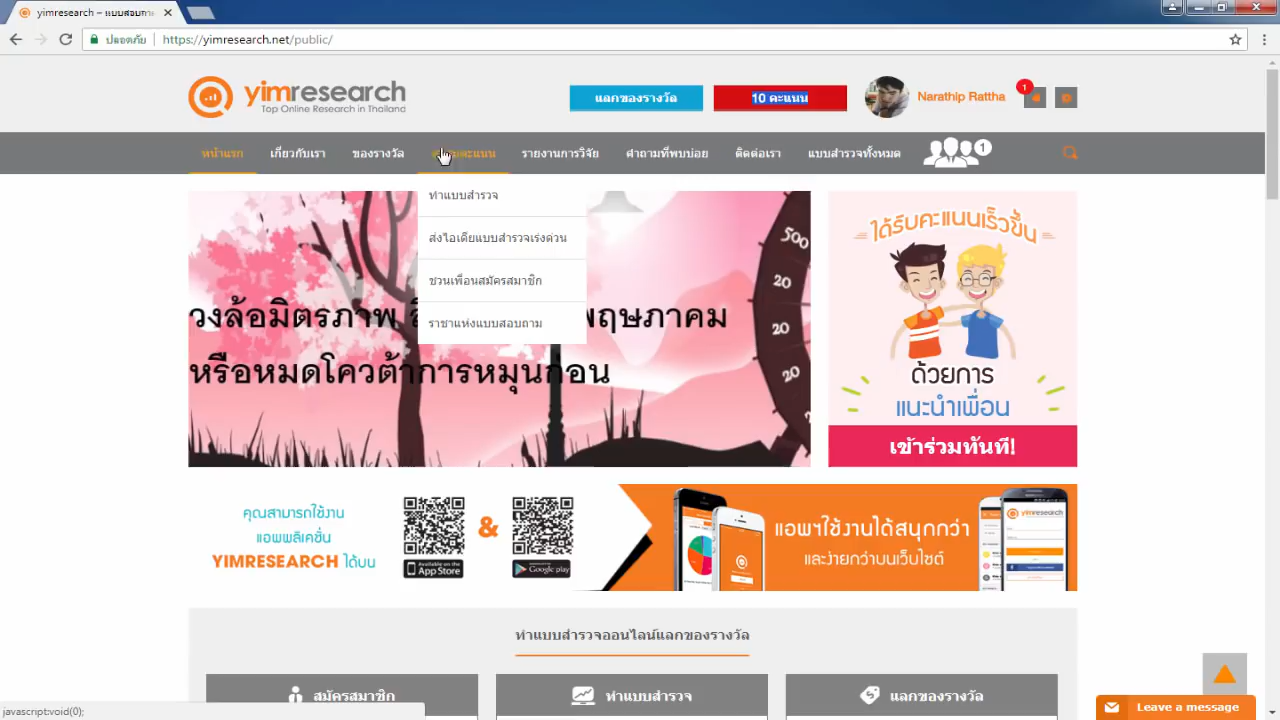 yimresearch – แบบสอบถาม
ปลอดภัย
https://yimresearch.net/public/
yimresearch
Top Online Research in Thailand
แลกของรางวัล
10 คะแนน
Narathip Rattha
1
หน้าแรก
เกี่ยวกับเรา
ของรางวัล
คะแนน
รายงานการวิจัย
คำถามที่พบบ่อย
ติดต่อเรา
แบบสำรวจทั้งหมด
1
ทำแบบสำรวจ
ส่งไอเดียแบบสำรวจเร่งด่วน
ชวนเพื่อนสมัครสมาชิก
ราชาแห่งแบบสอบถาม
วงล้อมิตรภาพ
พฤษภาคม
หรือหมดโควต้าการหมุนก่อน
500
20
20
20
ได้รับคะแนนเร็วขึ้น
ด้วยการ
แนะนำเพื่อน
เข้าร่วมทันที!
คุณสามารถใช้งาน
แอพพลิเคชั่น
YIMRESEARCH ได้บน
Available on the
App Store
&
Google play
แอพฯใช้งานได้สนุกกว่า
และง่ายกว่าบนเว็บไซต์
yimresearch
ทำแบบสำรวจออนไลน์แลกของรางวัล
สมัครสมาชิก
ทำแบบสำรวจ
แลกของรางวัล
javascript:void(0);
Leave a message